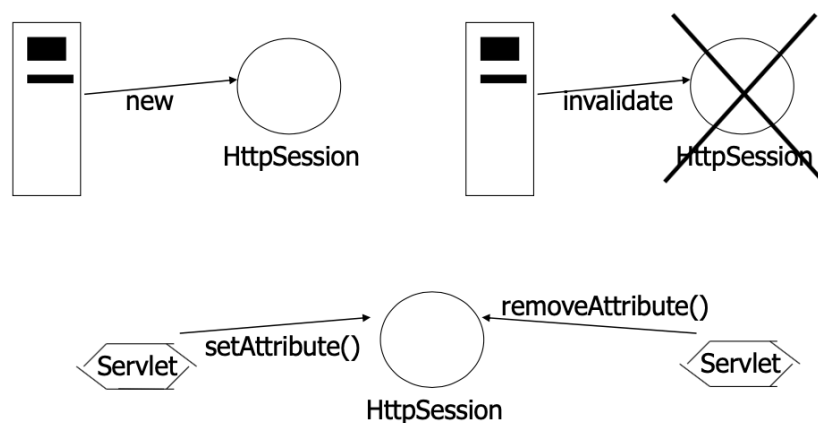 new
HttpSession
invalidate
HttpSession
removeAttribute()
setAttribute()
Servlet
Servlet
HttpSession